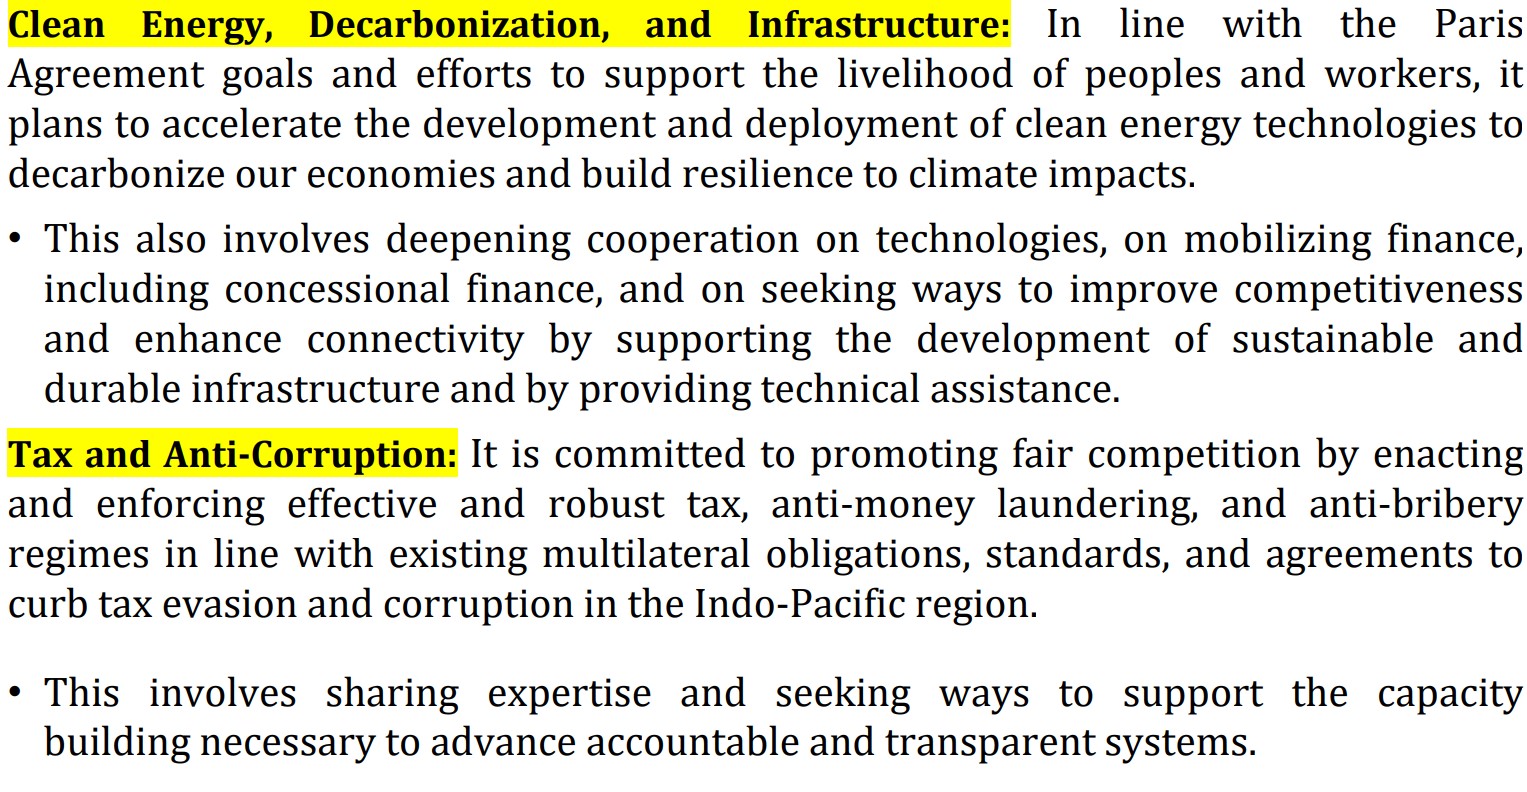 Clean Energy, Decarbonization, and Infrastructure: In line with the Paris
Agreement goals and efforts to support the livelihood of peoples and workers, it
plans to accelerate the development and deployment of clean energy technologies to
decarbonize our economies and build resilience to climate impacts.
• This also involves deepening cooperation on technologies, on mobilizing finance,
including concessional finance, and on seeking ways to improve competitiveness
and enhance connectivity by supporting the development of sustainable and
durable infrastructure and by providing technical assistance.
Tax and Anti-Corruption: It is committed to promoting fair competition by enacting
and enforcing effective and robust tax, anti-money laundering, and anti-bribery
regimes in line with existing multilateral obligations, standards, and agreements to
curb tax evasion and corruption in the Indo-Pacific region.
• This involves sharing expertise and seeking ways to support the capacity
building necessary to advance accountable and transparent systems.